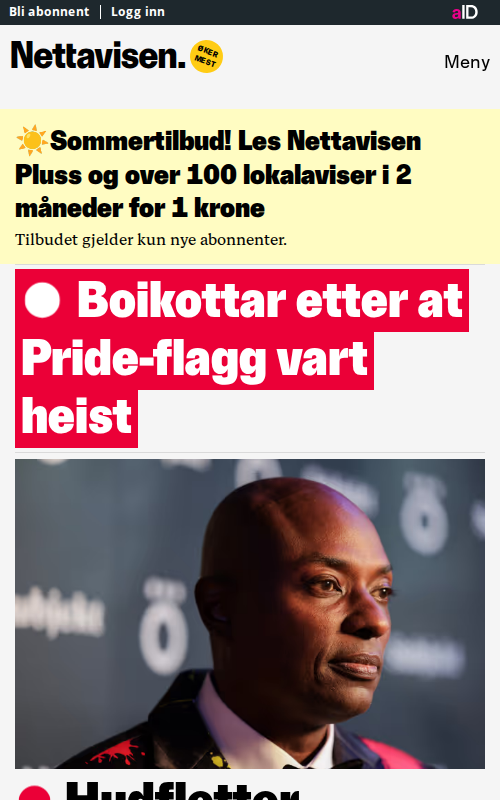 Bli abonnent Logg inn aID
Nettavisen. ØKER MEST
Meny
Sommertilbud! Les Nettavisen
Pluss og over 100 lokalaviser i 2
måneder for 1 krone
Tilbudet gjelder kun nye abonnenter.
Boikottar etter at
Pride-flagg vart
heist
Hudfletter